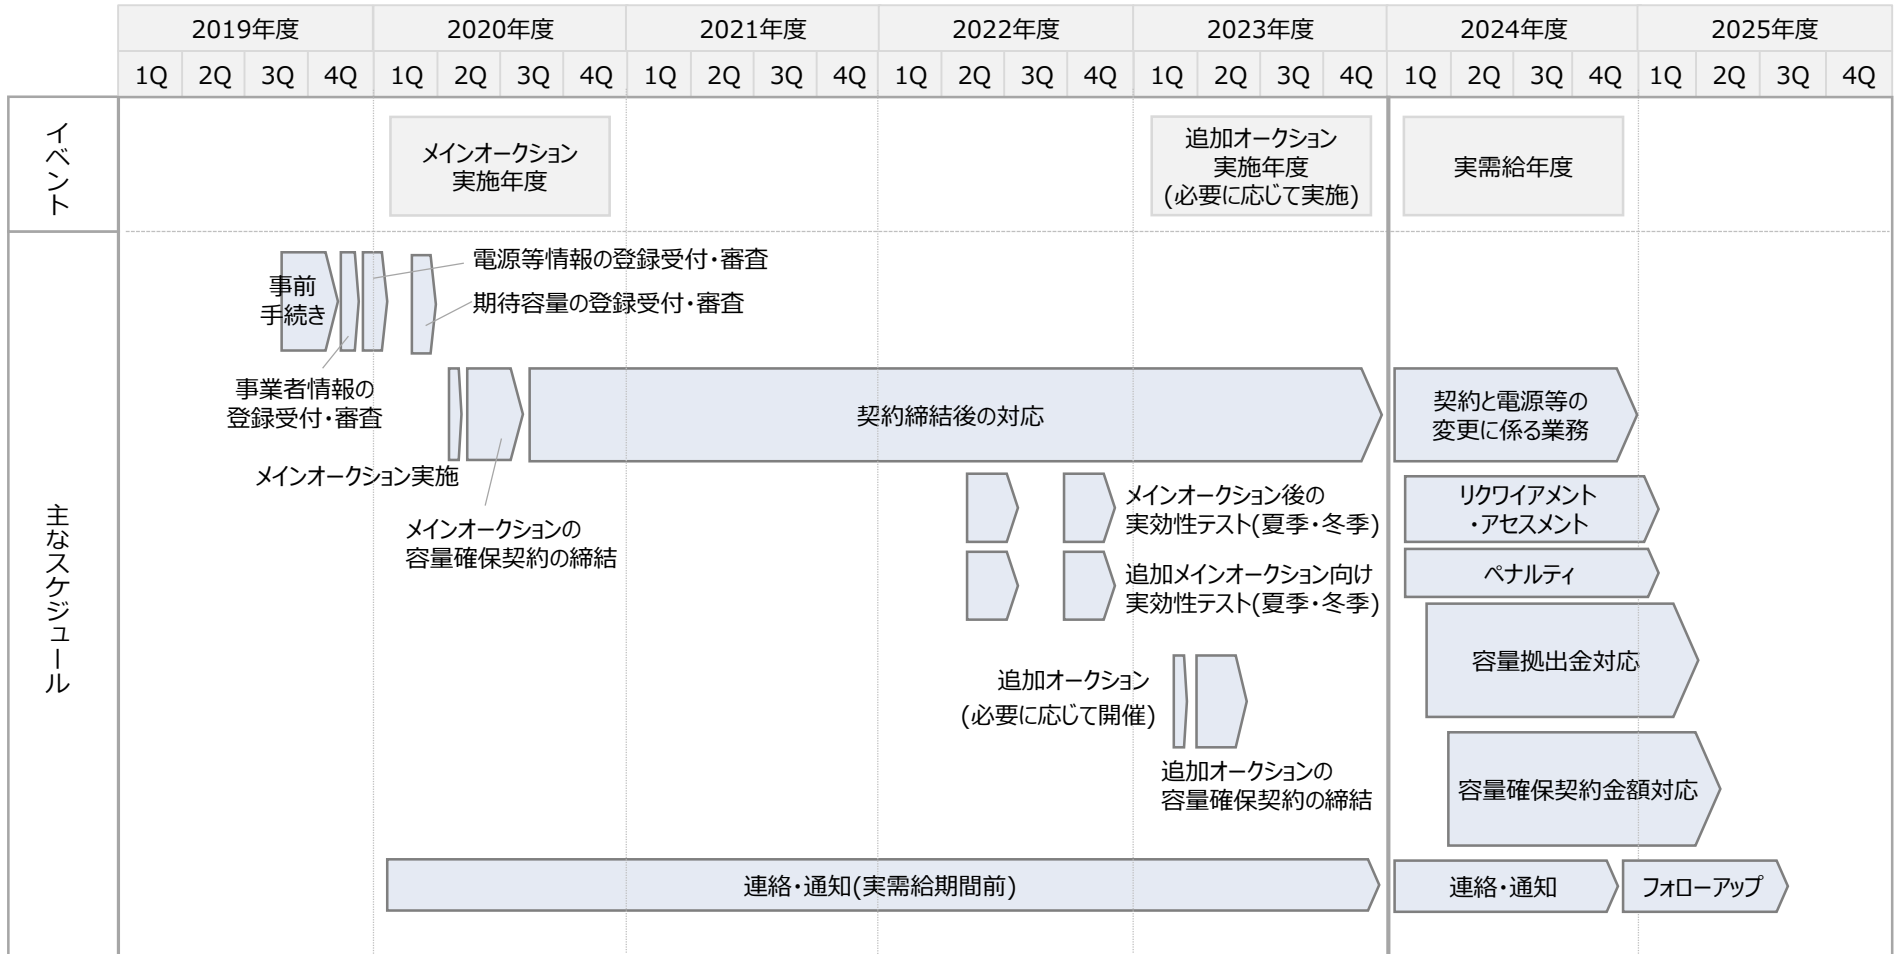 2019年度 2020年度 2021年度 2022年度 2023年度 2024年度 2025年度
1Q 2Q 3Q 4Q 1Q 2Q 3Q 4Q 1Q 2Q 3Q 4Q 1Q 2Q 3Q 4Q 1Q 2Q 3Q 4Q 1Q 2Q 3Q 4Q 1Q 2Q 3Q 4Q
イベント
メインオークション
実施年度
追加オークション
実施年度
(必要に応じて実施)
実需給年度
主なスケジュール
事前
手続き
電源等情報の登録受付・審査
期待容量の登録受付・審査
事業者情報の
登録受付・審査
メインオークション実施
メインオークションの
容量確保契約の締結
契約締結後の対応
契約と電源等の
変更に係る業務
メインオークション後の
実効性テスト(夏季・冬季)
追加メインオークション向け
実効性テスト(夏季・冬季)
リクワイアメント
・アセスメント
ペナルティ
容量拠出金対応
追加オークション
(必要に応じて開催)
追加オークションの
容量確保契約の締結
容量確保契約金額対応
連絡・通知(実需給期間前)
連絡・通知
フォローアップ